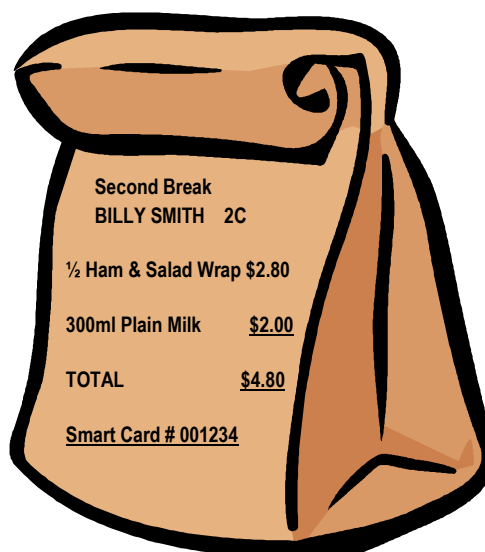 Second Break
BILLY SMITH 2C
½ Ham & Salad Wrap $2.80
300ml Plain Milk $2.00
TOTAL $4.80
Smart Card # 001234